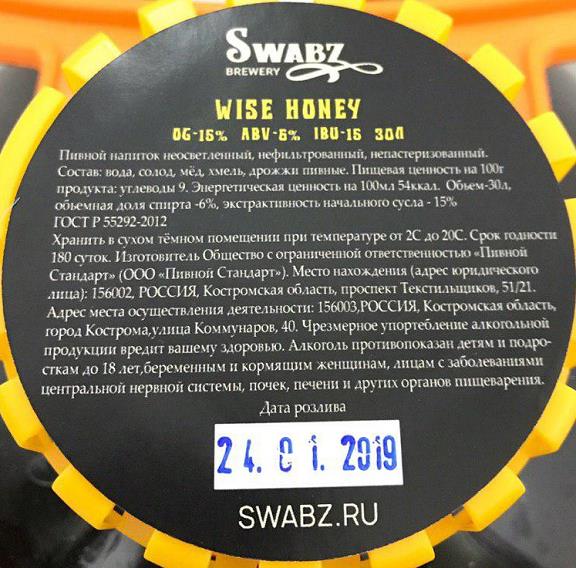 SWABZ
BREWERY
WISE HONEY
OG-15% ABV-6% IBU-15 30Л
Пивной напиток неосветленный, нефильтрованный, непастеризованный.
Состав: вода, солод, мёд, хмель, дрожжи пивные. Пищевая ценность на 100г
продукта: углеводы 9. Энергетическая ценность на 100мл 54ккал. Объем-30л,
объемная доля спирта -6%, экстрактивность начального сусла - 15%
ГОСТ Р 55292-2012
Хранить в сухом тёмном помещении при температуре от 2С до 20С. Срок годности
180 суток. Изготовитель Общество с ограниченной ответственностью «Пивной
Стандарт» (ООО «Пивной Стандарт»). Место нахождения (адрес юридического
лица): 156002, РОССИЯ, Костромская область, проспект Текстильщиков, 51/21.
Адрес места осуществления деятельности: 156003,РОССИЯ, Костромская область,
город Кострома,улица Коммунаров, 40. Чрезмерное упортебление алкогольной
продукции вредит вашему здоровью. Алкоголь противопоказан детям и подро-
сткам до 18 лет,беременным и кормящим женщинам, лицам с заболеваниями
центральной нервной системы, почек, печени и других органов пищеварения.
Дата розлива
24. 01. 2019
SWABZ.RU